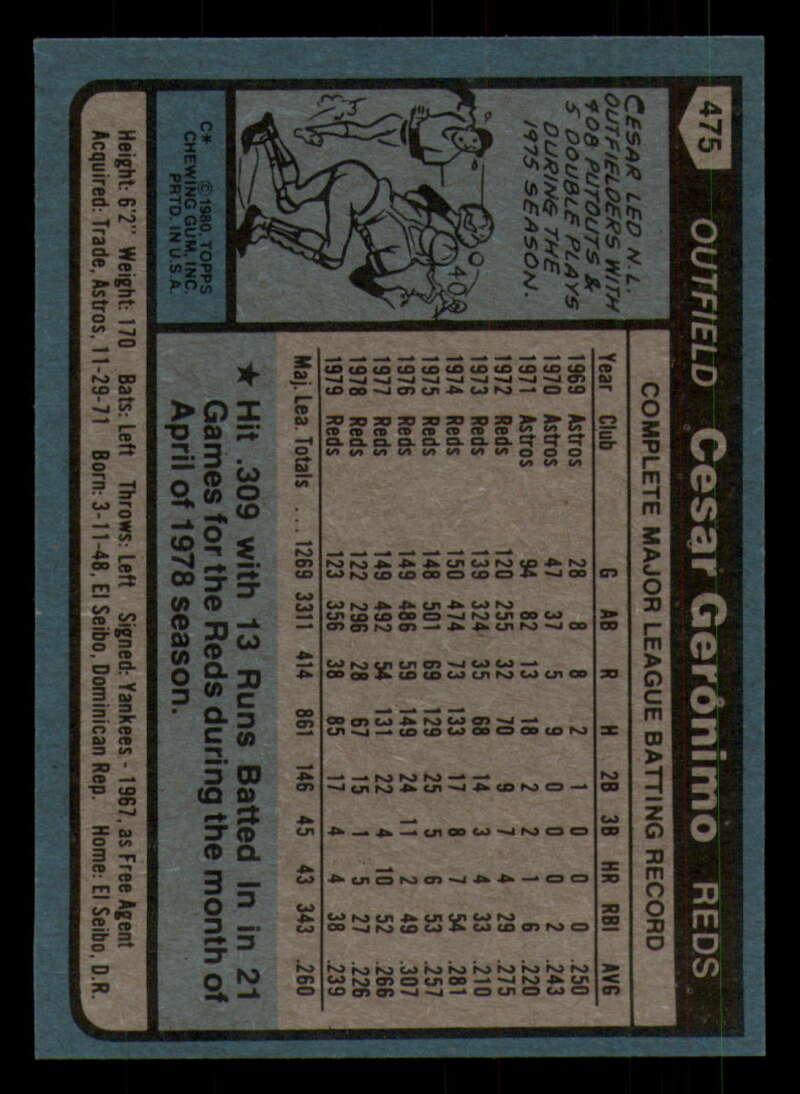 475 OUTFIELD Cesar Gerónimo REDS
CESAR LED N.L.
OUTFIELDERS WITH
408 PUTOUTS &
5 DOUBLE PLAYS
DURING THE
1975 SEASON.
40
C* ©1980, TOPPS
CHEWING GUM, INC.
PRTD. IN U.S.A.
COMPLETE MAJOR LEAGUE BATTING RECORD
Year Club G AB R H 2B 3B HR RBI AVG
1969 Astros 28 8 8 2 1 0 0 0 .250
1970 Astros 47 37 5 9 0 0 0 2 .243
1971 Astros 94 82 13 18 2 2 1 6 .220
1972 Reds 120 255 32 70 9 7 4 29 .275
1973 Reds 139 324 35 68 14 3 4 33 .210
1974 Reds 150 474 73 133 17 8 7 54 .281
1975 Reds 148 501 69 129 25 5 6 53 .257
1976 Reds 149 486 59 149 24 11 2 49 .307
1977 Reds 149 492 54 131 22 4 10 52 .266
1978 Reds 122 296 28 67 15 1 5 27 .226
1979 Reds 123 356 38 85 17 4 4 38 .239
Maj. Lea. Totals ... 1269 3311 414 861 146 45 43 343 .260
★ Hit .309 with 13 Runs Batted In in 21
Games for the Reds during the month of
April of 1978 season.
Height: 6'2" Weight: 170 Bats: Left Throws: Left Signed: Yankees - 1967, as Free Agent
Acquired: Trade, Astros, 11-29-71 Born: 3-11-48, El Seibo, Dominican Rep. Home: El Seibo, D.R.